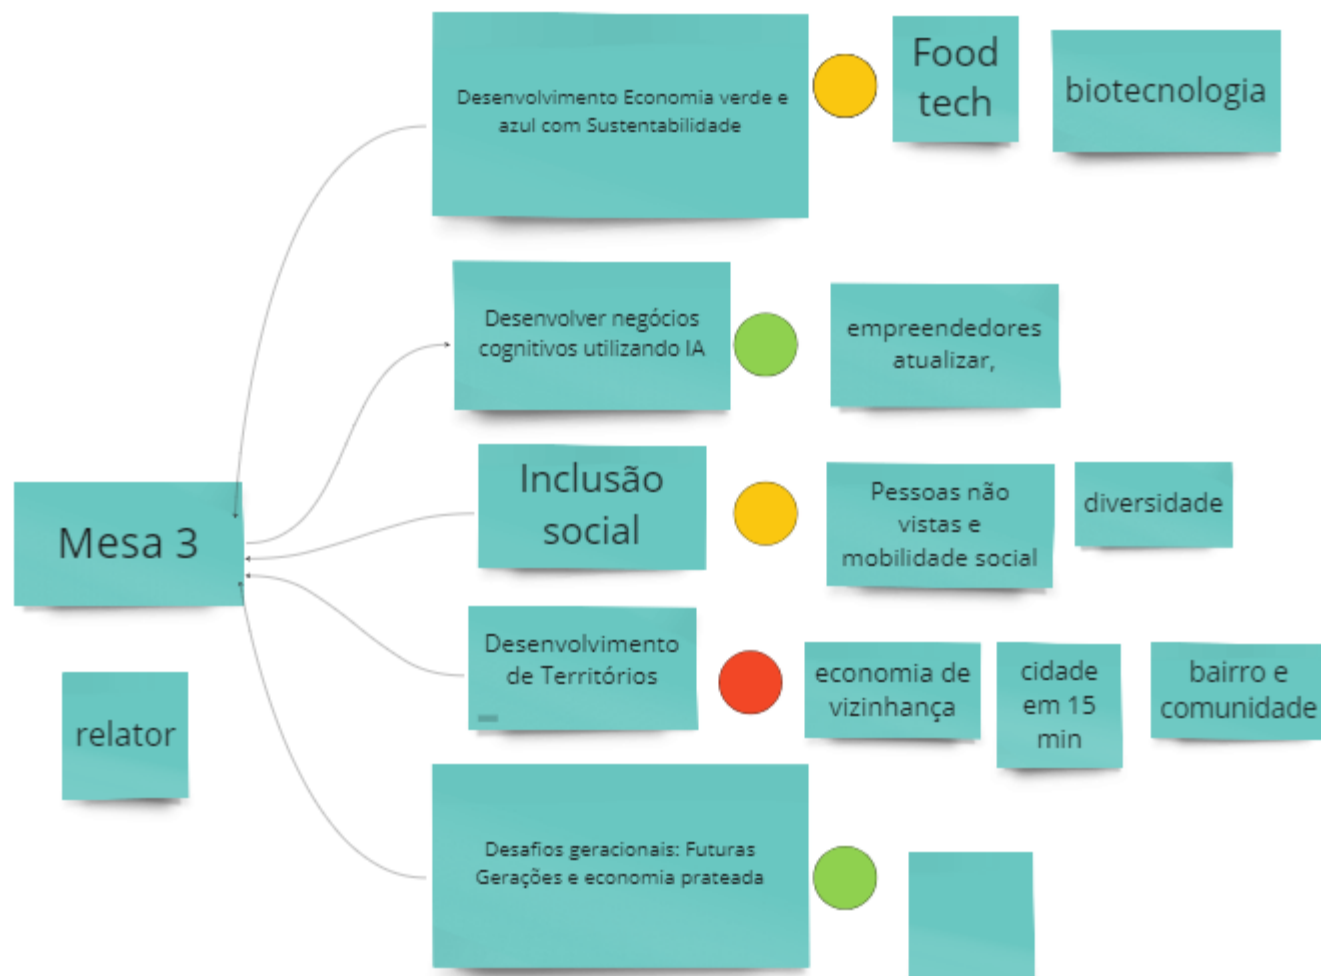 Desenvolvimento Economia verde e
azul com Sustentabilidade
Food
tech
biotecnologia
Desenvolver negócios
cognitivos utilizando IA
empreendedores
atualizar,
Mesa 3
Inclusão
social
Pessoas não
vistas e
mobilidade social
diversidade
Desenvolvimento
de Territórios
economia de
vizinhança
cidade
em 15
min
bairro e
comunidade
relator
Desafios geracionais: Futuras
Gerações e economia prateada